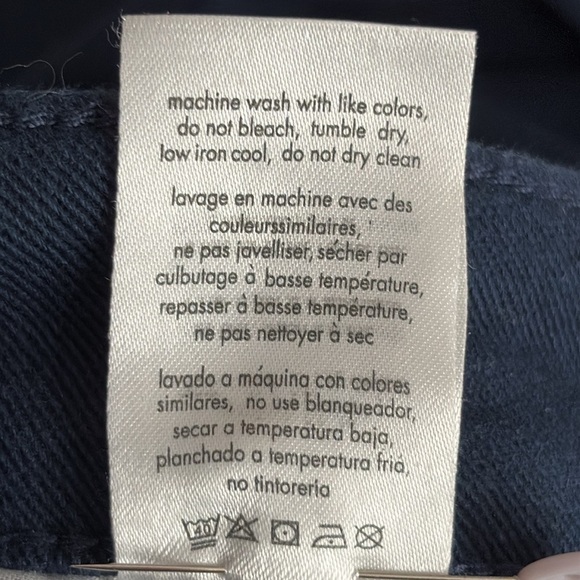 machine wash with like colors,
do not bleach, tumble dry,
low iron cool, do not dry clean
lavage en machine avec des
couleurssimilaires,
ne pas javelliser, sécher par
culbutage à basse température,
repasser à basse température,
ne pas nettoyer à sec
lavado a máquina con colores
similares, no use blanqueador,
secar a temperatura baja,
planchado a temperatura friá,
no tintoreria